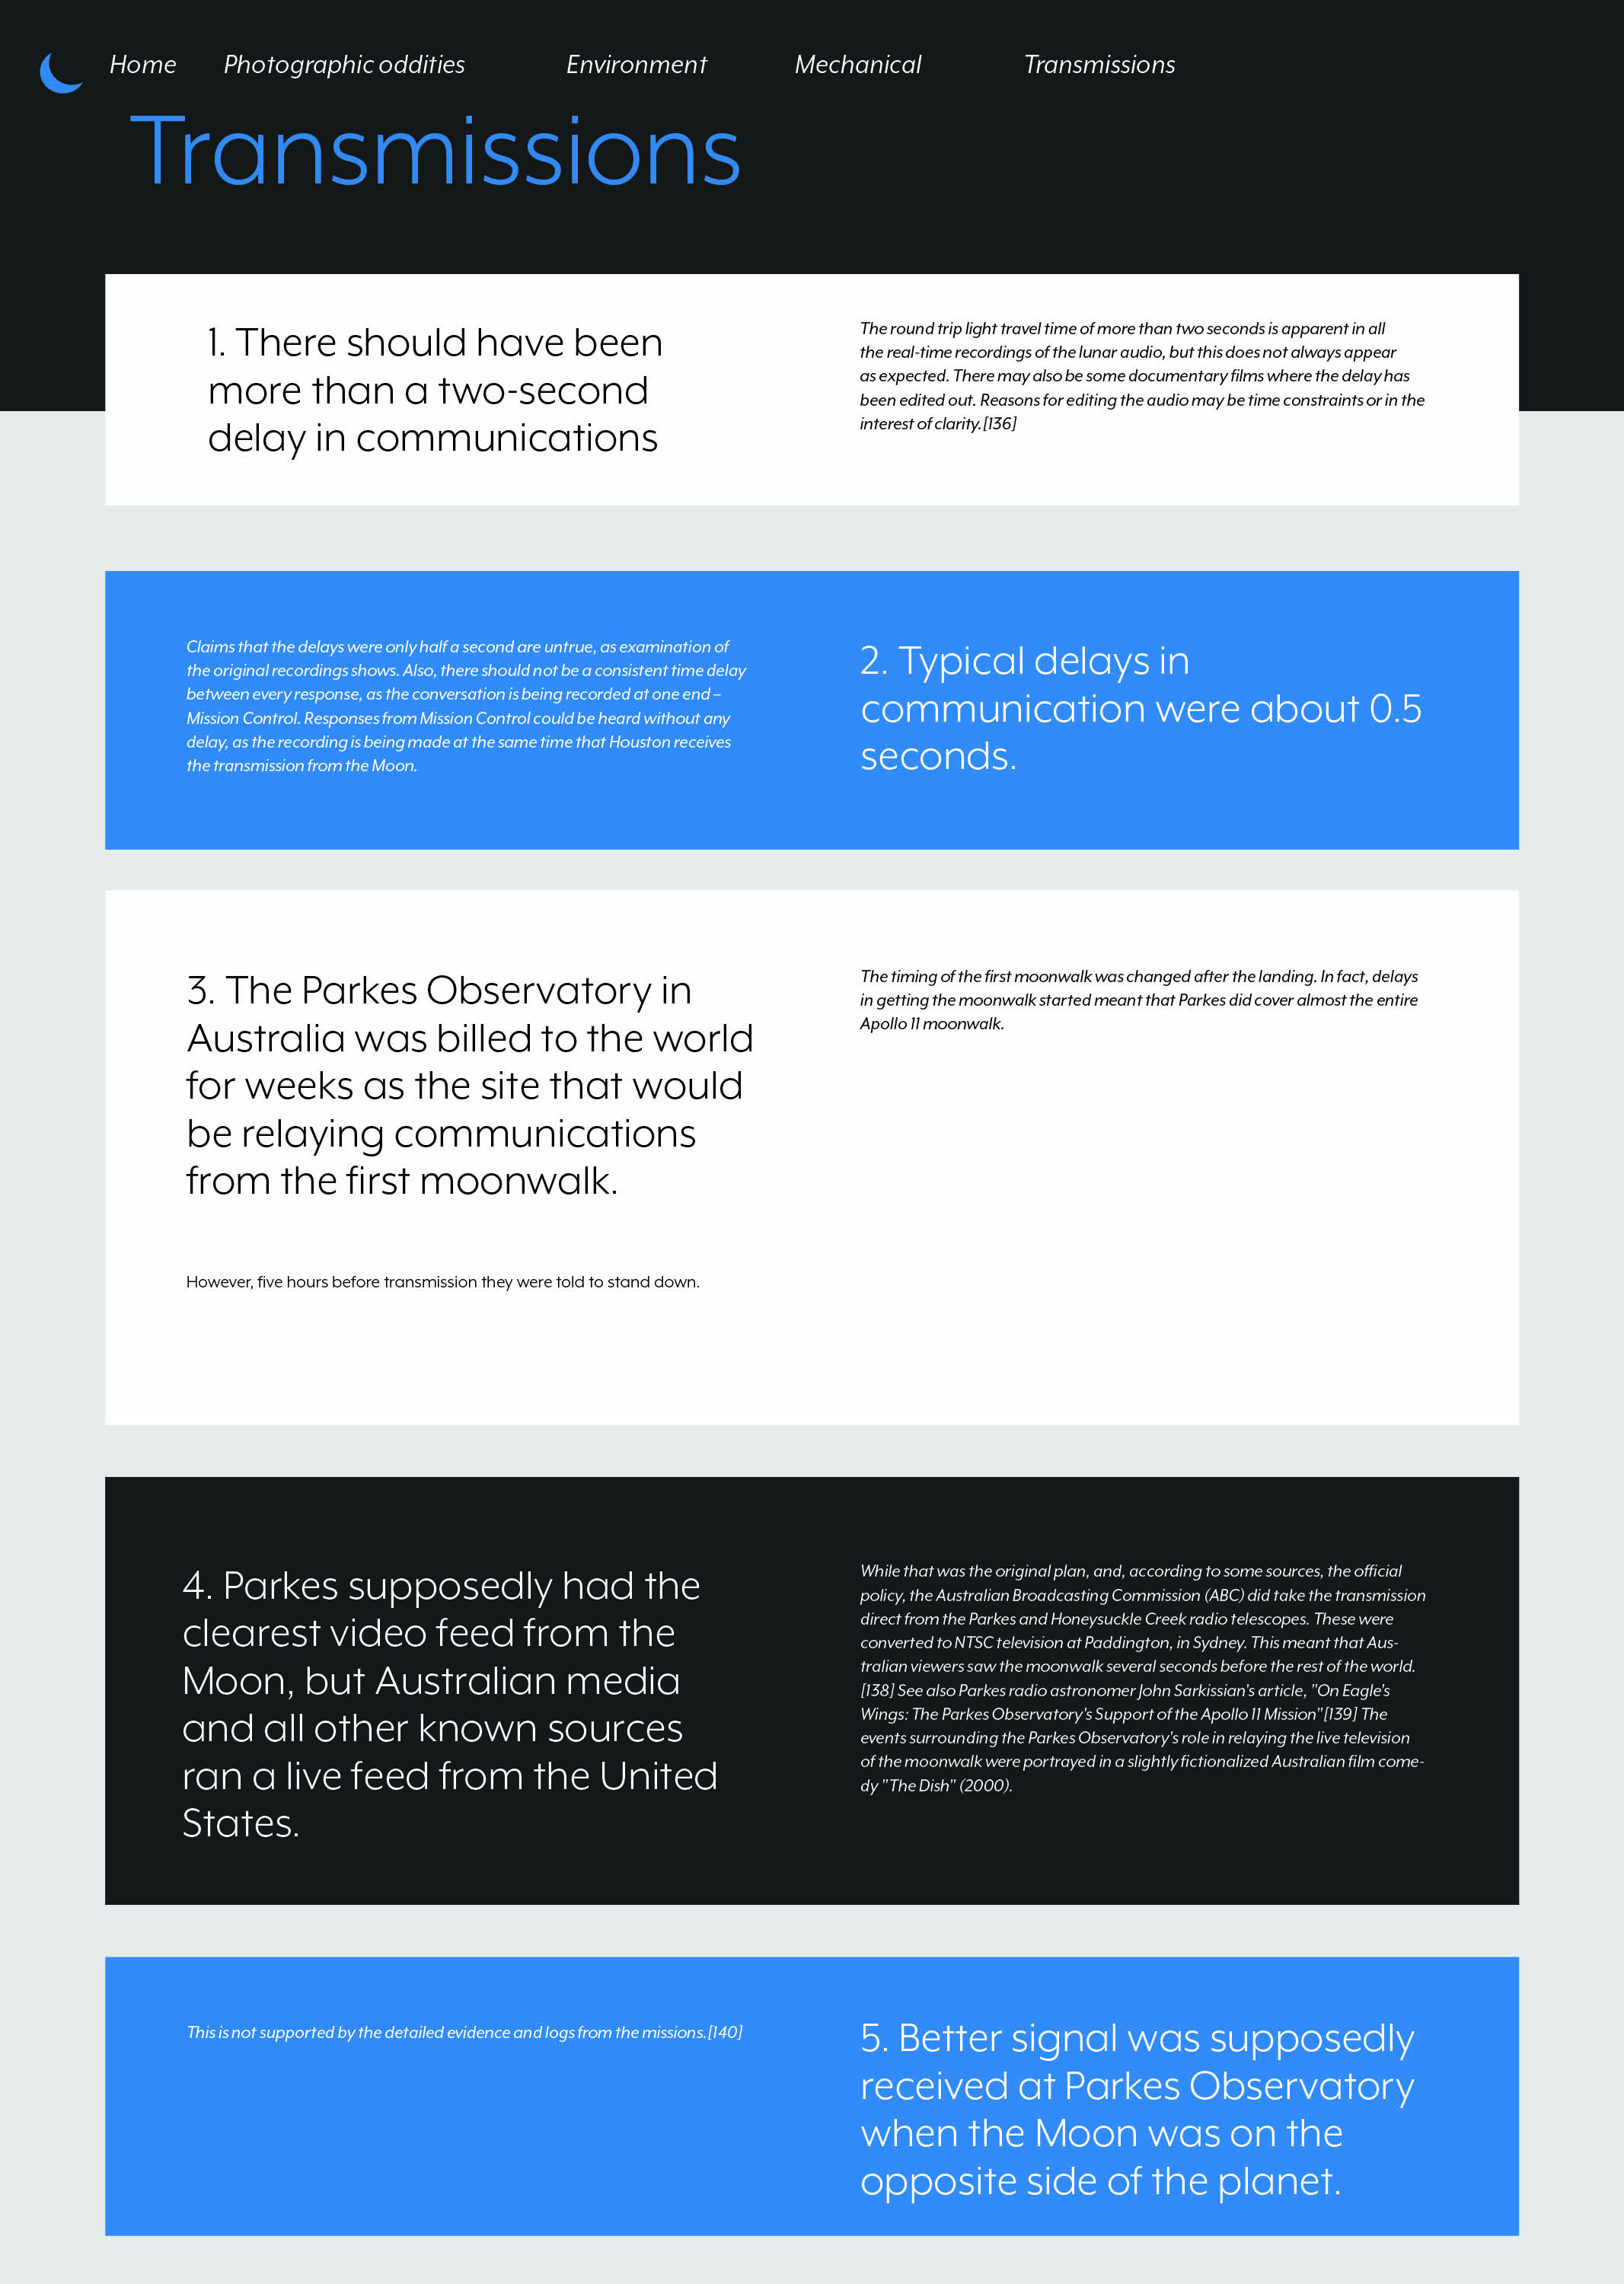 Home Photographic oddities Environment Mechanical Transmissions
Transmissions
1. There should have been
more than a two-second
delay in communications
The round trip light travel time of more than two seconds is apparent in all
the real-time recordings of the lunar audio, but this does not always appear
as expected. There may also be some documentary films where the delay has
been edited out. Reasons for editing the audio may be time constraints or in the
interest of clarity.[136]
Claims that the delays were only half a second are untrue, as examination of
the original recordings shows. Also, there should not be a consistent time delay
between every response, as the conversation is being recorded at one end –
Mission Control. Responses from Mission Control could be heard without any
delay, as the recording is being made at the same time that Houston receives
the transmission from the Moon.
2. Typical delays in
communication were about 0.5
seconds.
3. The Parkes Observatory in
Australia was billed to the world
for weeks as the site that would
be relaying communications
from the first moonwalk.
However, five hours before transmission they were told to stand down.
The timing of the first moonwalk was changed after the landing. In fact, delays
in getting the moonwalk started meant that Parkes did cover almost the entire
Apollo 11 moonwalk.
4. Parkes supposedly had the
clearest video feed from the
Moon, but Australian media
and all other known sources
ran a live feed from the United
States.
While that was the original plan, and, according to some sources, the official
policy, the Australian Broadcasting Commission (ABC) did take the transmission
direct from the Parkes and Honeysuckle Creek radio telescopes. These were
converted to NTSC television at Paddington, in Sydney. This meant that Aus-
tralian viewers saw the moonwalk several seconds before the rest of the world.
[138] See also Parkes radio astronomer John Sarkissian's article, "On Eagle's
Wings: The Parkes Observatory's Support of the Apollo 11 Mission"[139] The
events surrounding the Parkes Observatory's role in relaying the live television
of the moonwalk were portrayed in a slightly fictionalized Australian film come-
dy "The Dish" (2000).
This is not supported by the detailed evidence and logs from the missions.[140]
5. Better signal was supposedly
received at Parkes Observatory
when the Moon was on the
opposite side of the planet.